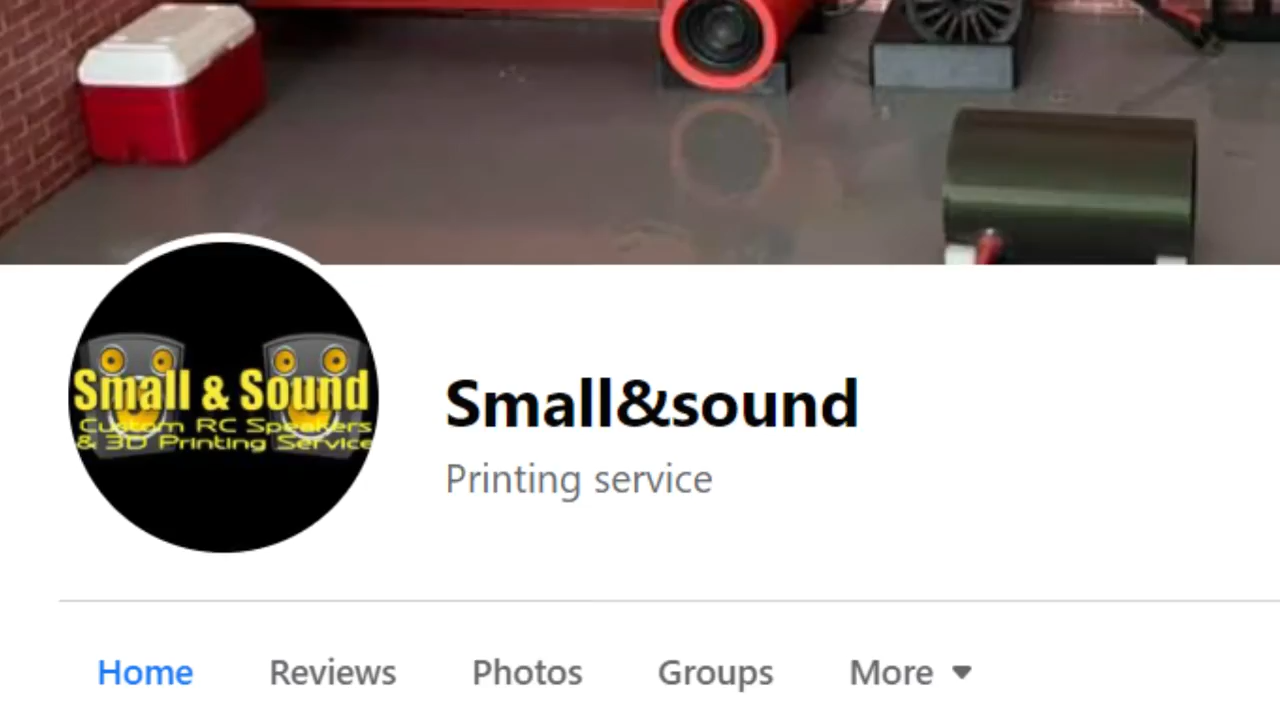 Small & Sound
Custom RC Speakers
& 3D Printing Service
Small&sound
Printing service
Home
Reviews
Photos
Groups
More